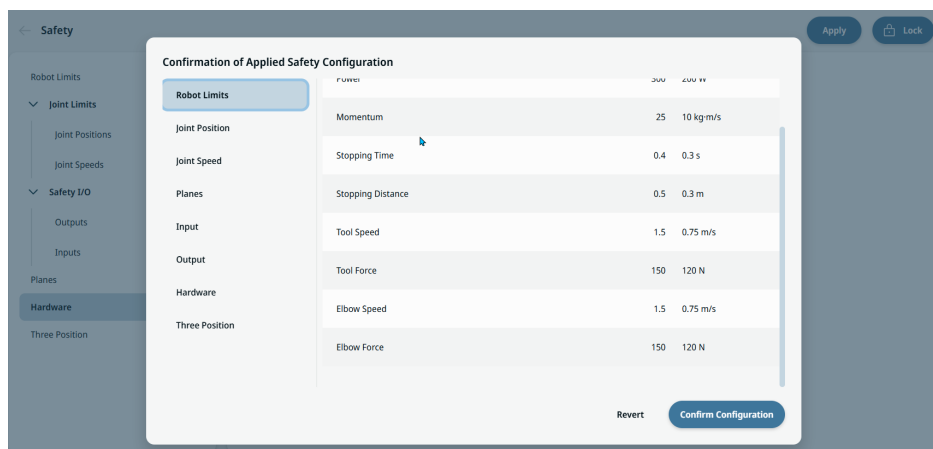 Safety
Apply
Lock
Robot Limits
Joint Limits
Joint Positions
Joint Speeds
Safety I/O
Outputs
Inputs
Planes
Hardware
Three Position
Confirmation of Applied Safety Configuration
Robot Limits
Joint Position
Joint Speed
Planes
Input
Output
Hardware
Three Position
Power 300 200 W
Momentum 25 10 kg·m/s
Stopping Time 0.4 0.3 s
Stopping Distance 0.5 0.3 m
Tool Speed 1.5 0.75 m/s
Tool Force 150 120 N
Elbow Speed 1.5 0.75 m/s
Elbow Force 150 120 N
Revert
Confirm Configuration